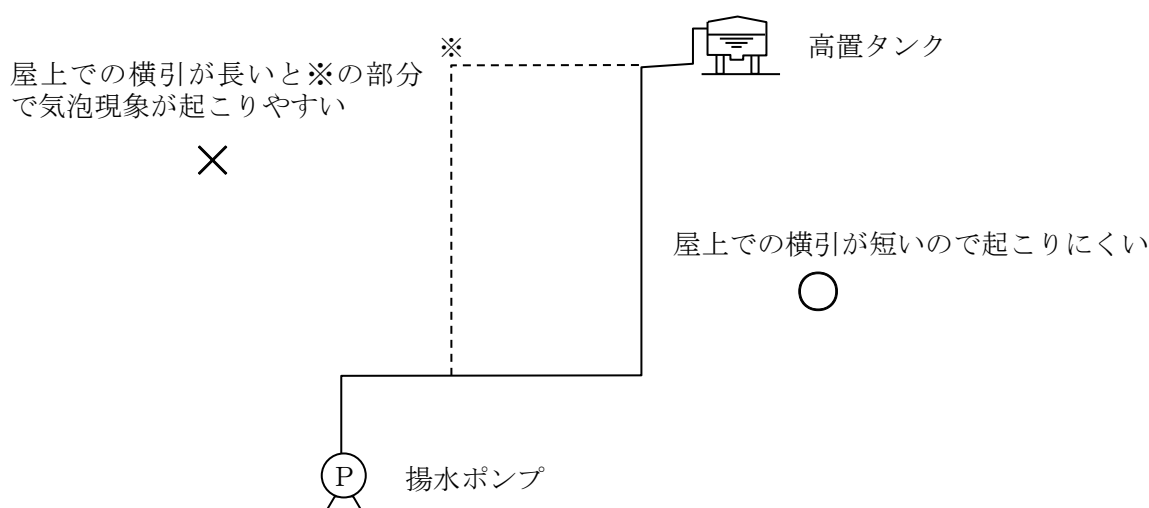 ※
高置タンク
屋上での横引が長いと※の部分
で気泡現象が起こりやすい
×
屋上での横引が短いので起こりにくい
○
P
揚水ポンプ